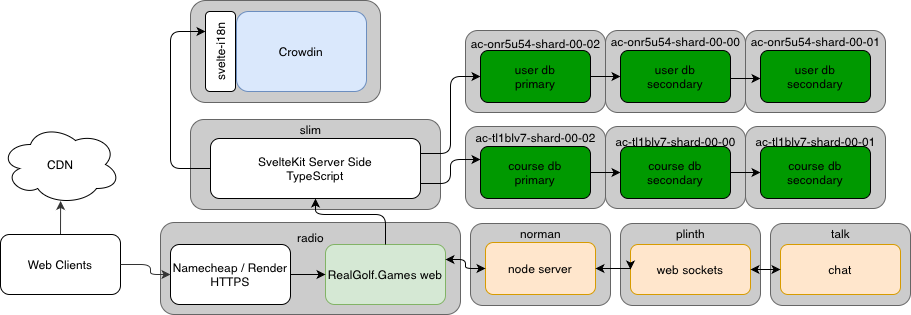 svelte-i18n
Crowdin
ac-onr5u54-shard-00-02
ac-onr5u54-shard-00-00
ac-onr5u54-shard-00-01
user db
primary
user db
secondary
user db
secondary
slim
SvelteKit Server Side
TypeScript
ac-tl1blv7-shard-00-02
ac-tl1blv7-shard-00-00
ac-tl1blv7-shard-00-01
course db
primary
course db
secondary
course db
secondary
CDN
Web Clients
radio
Namecheap / Render
HTTPS
RealGolf.Games web
norman
node server
plinth
web sockets
talk
chat